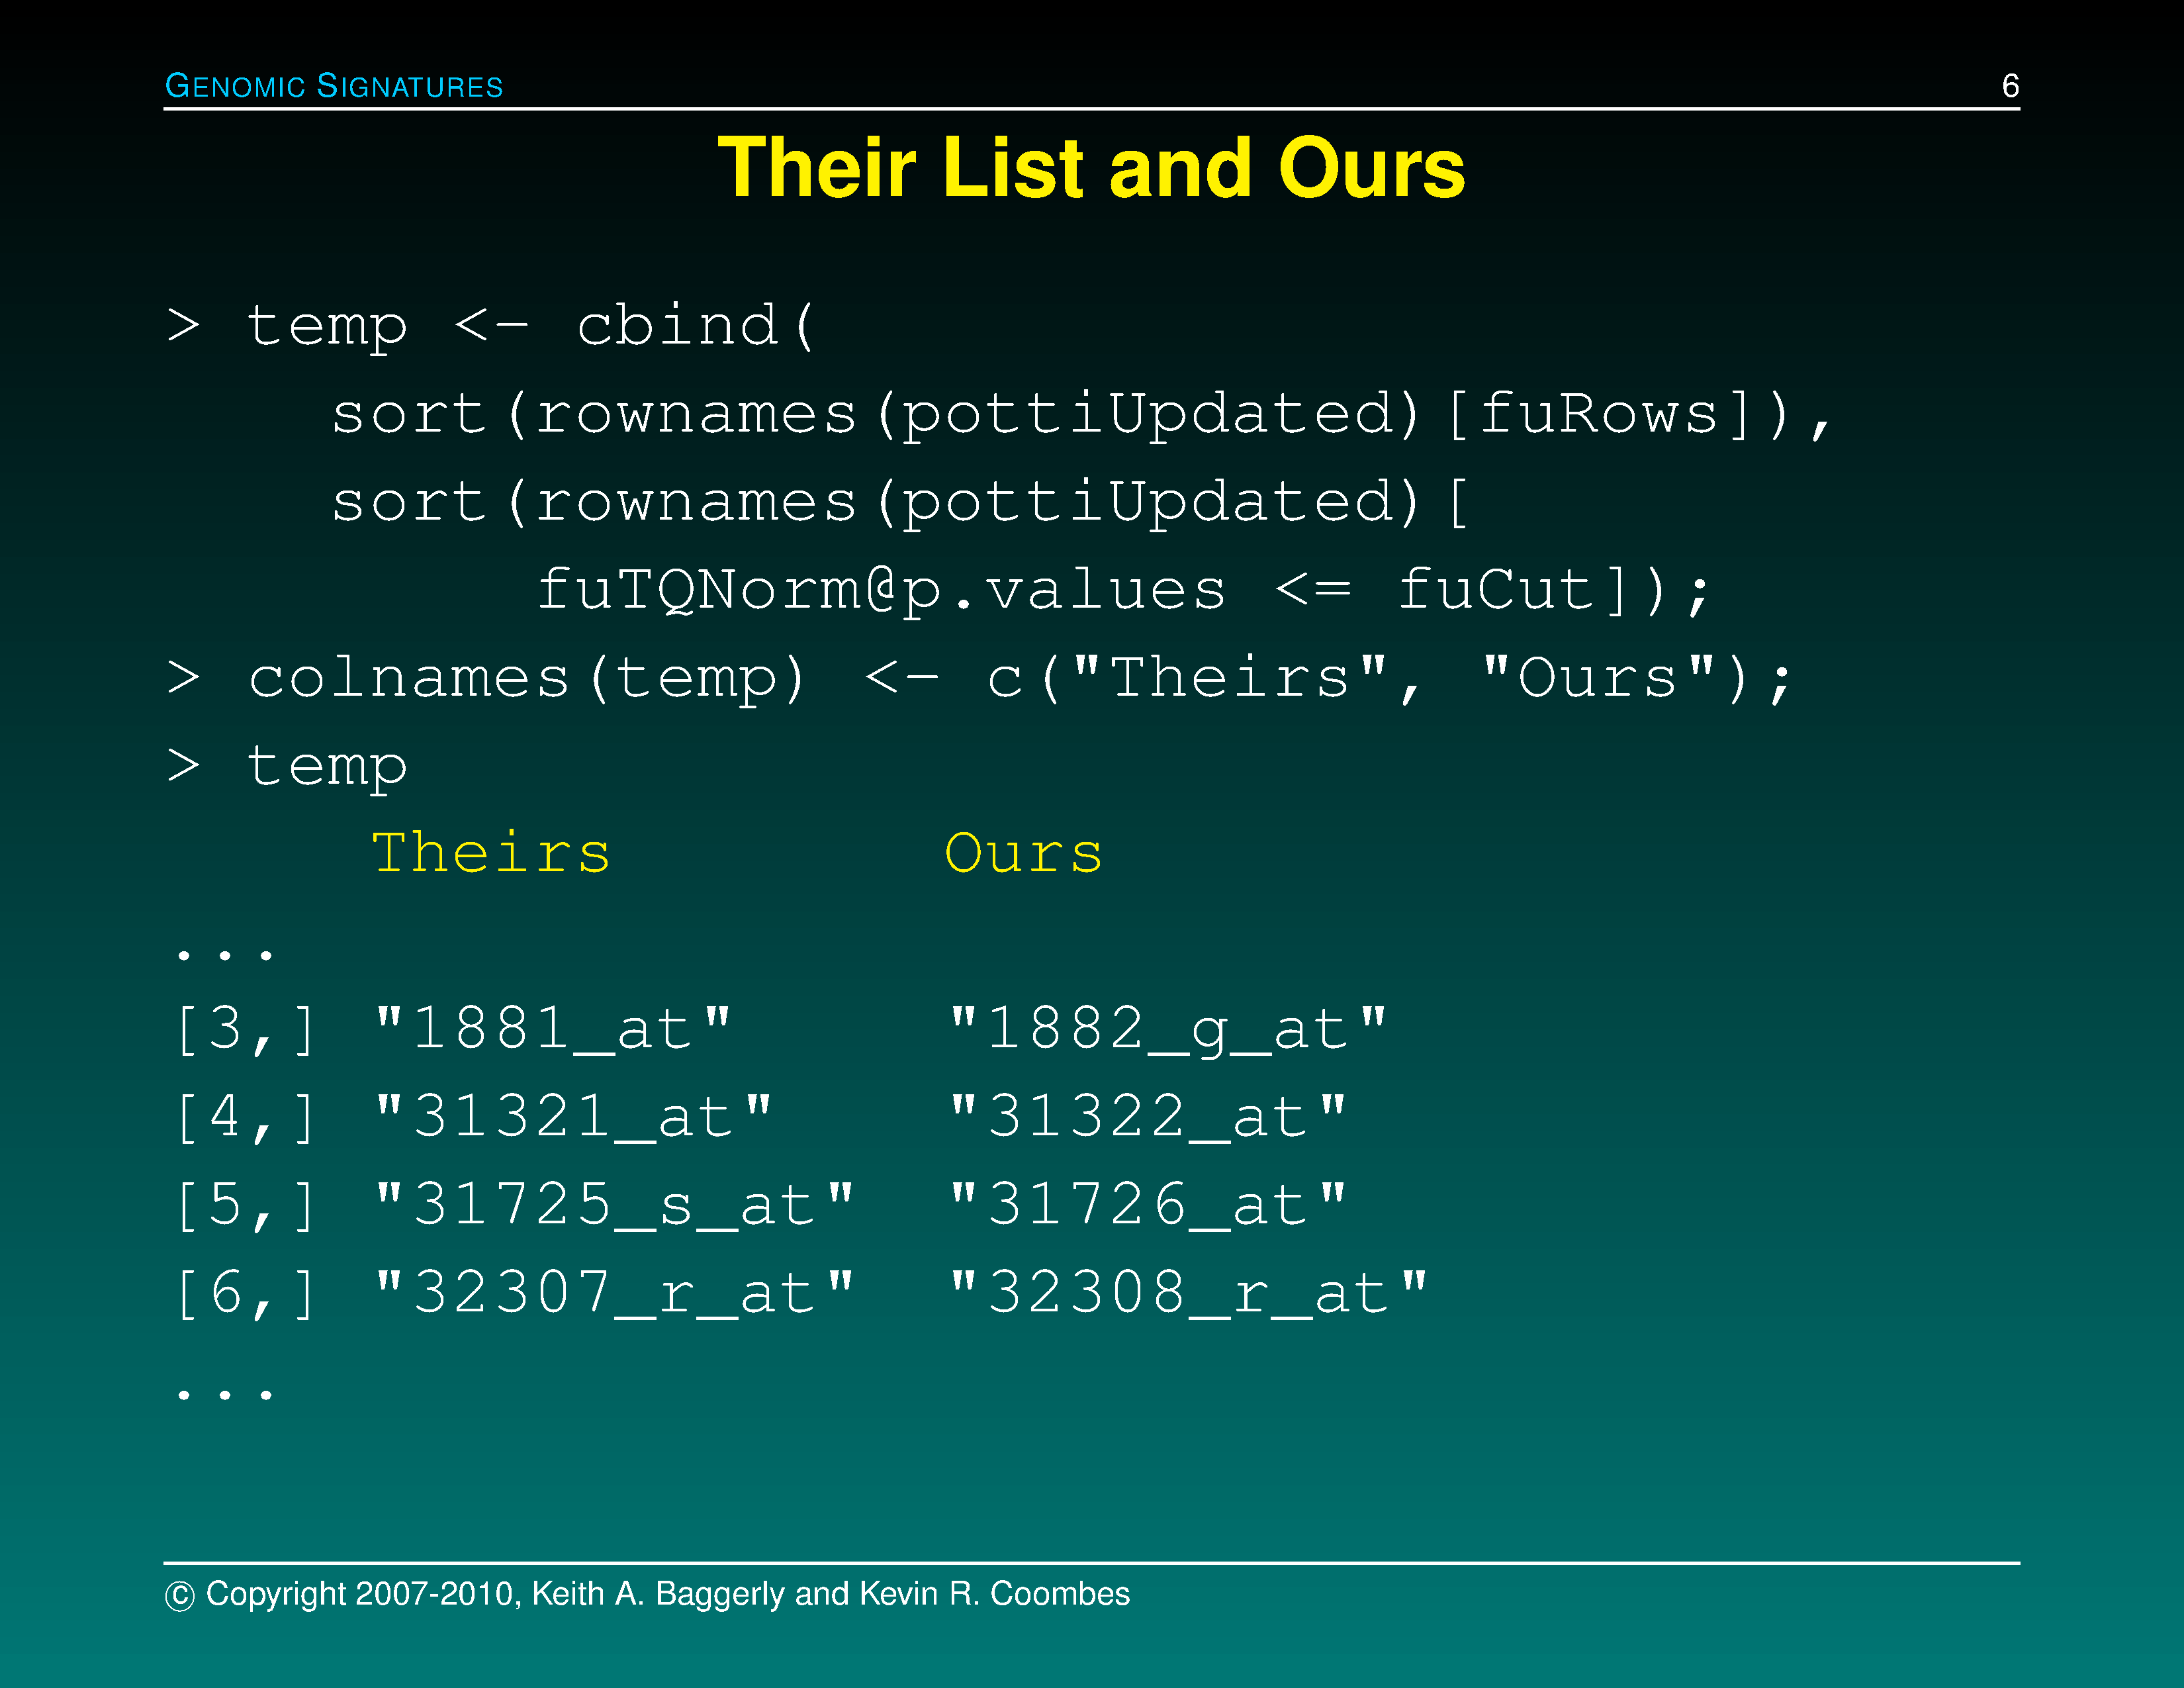 GENOMIC SIGNATURES 6
Their List and Ours
> temp <- cbind(
sort(rownames(pottiUpdated)[fuRows]),
sort(rownames(pottiUpdated)[
fuTQNorm@p.values <= fuCut]);
> colnames(temp) <- c("Theirs", "Ours");
> temp
Theirs Ours
...
[3,] "1881_at" "1882_g_at"
[4,] "31321_at" "31322_at"
[5,] "31725_s_at" "31726_at"
[6,] "32307_r_at" "32308_r_at"
...
© Copyright 2007-2010, Keith A. Baggerly and Kevin R. Coombes